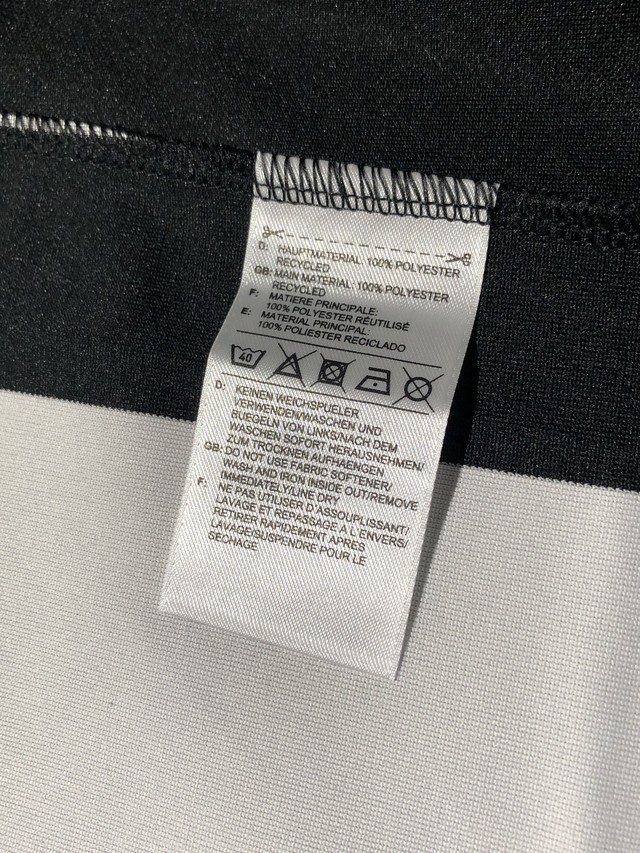 D: HAUPTMATERIAL: 100% POLYESTER
RECYCLED
GB: MAIN MATERIAL: 100% POLYESTER
RECYCLED
F: MATIERE PRINCIPALE:
100% POLYESTER RÉUTILISÉ
E: MATERIAL PRINCIPAL:
100% POLIESTER RECICLADO
40
D: KEINEN WEICHSPUELER
VERWENDEN/WASCHEN UND
BUEGELN VON LINKS/NACH DEM
WASCHEN SOFORT HERAUSNEHMEN/
ZUM TROCKNEN AUFHAENGEN
GB: DO NOT USE FABRIC SOFTENER/
WASH AND IRON INSIDE OUT/REMOVE
IMMEDIATELY/LINE DRY
F: NE PAS UTILISER D'ASSOUPLISSANT/
LAVAGE ET REPASSAGE À L'ENVERS/
RETIRER RAPIDEMENT APRES
LAVAGE/SUSPENDRE POUR LE
SECHAGE